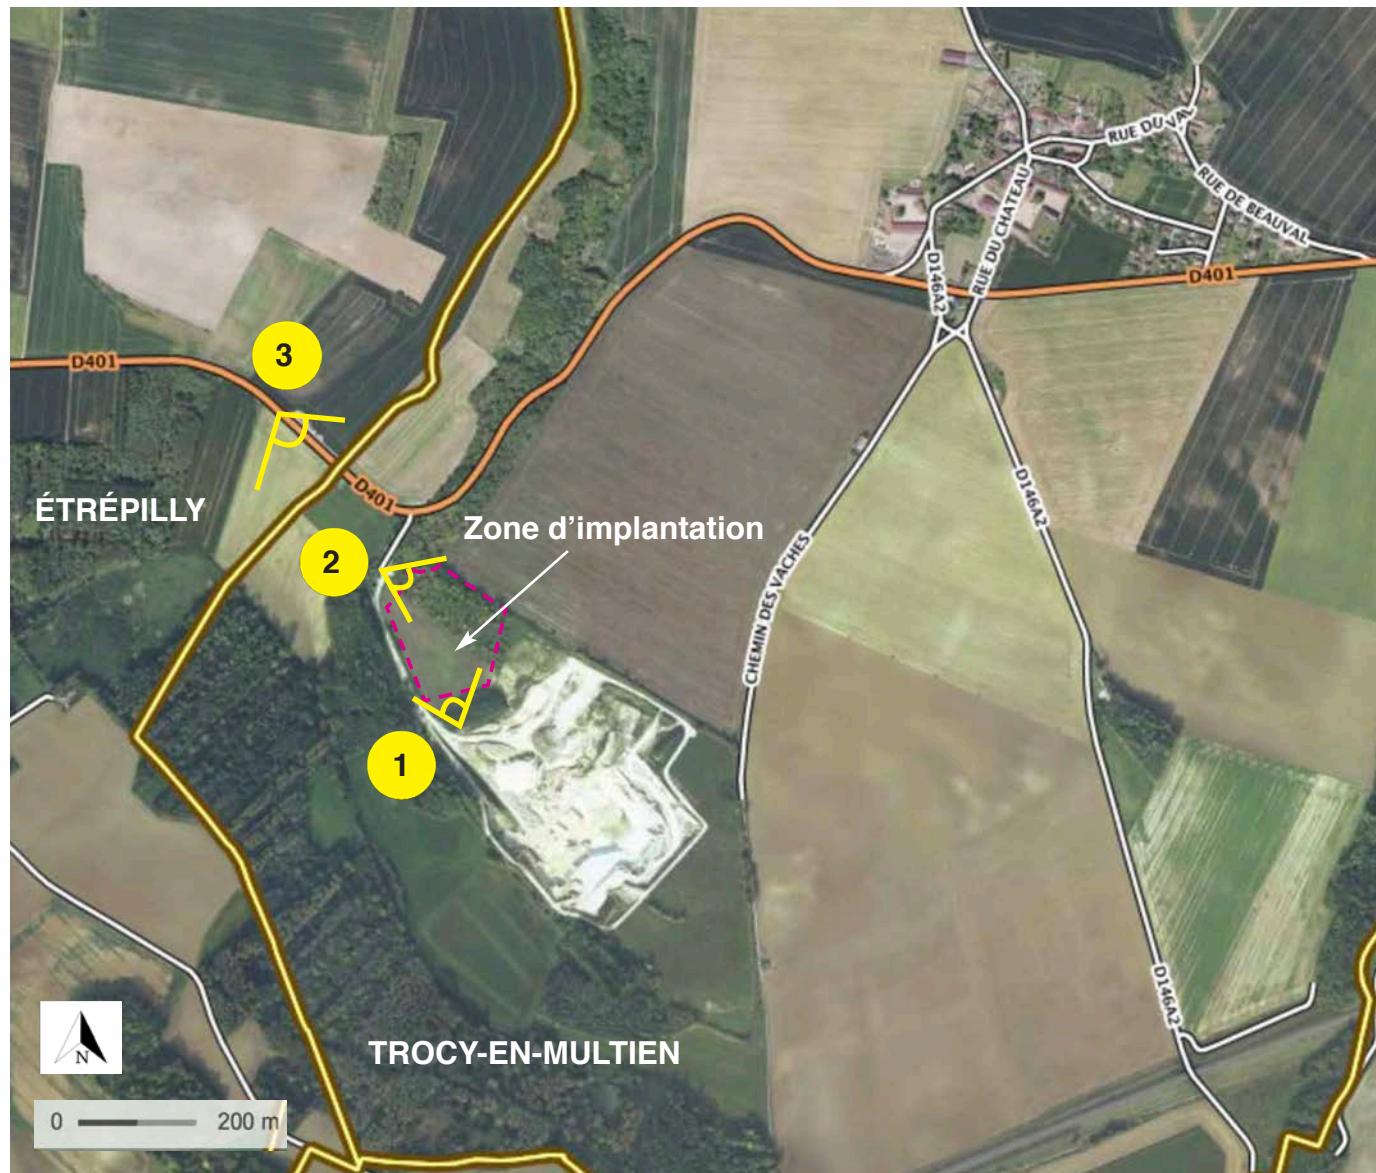 RUE DU VAL
RUE DE BEAUVAL
RUE DU CHATEAU
D146A2
D401
D401
3
ÉTRÉPILLY
D401
Zone d’implantation
2
D146A2
CHEMIN DES VACHES
1
D146A2
TROCY-EN-MULTIEN
N
0 200 m